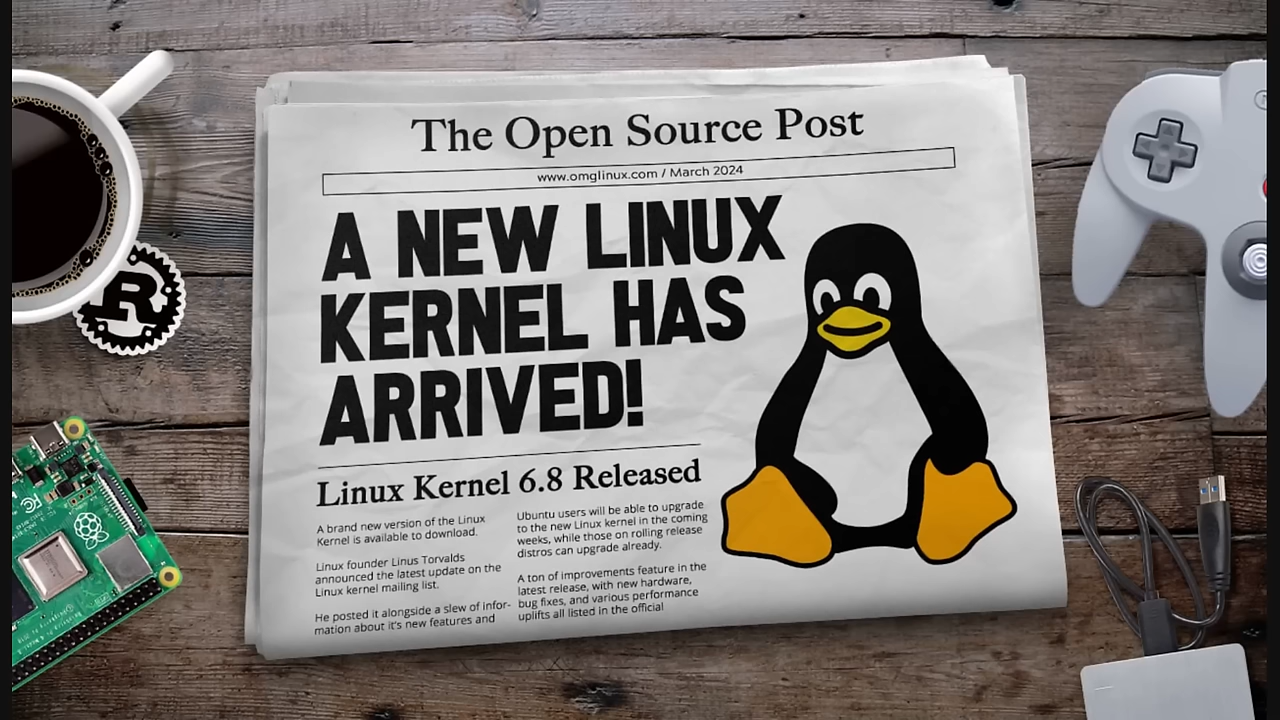 The Open Source Post
www.omglinux.com / March 2024
A NEW LINUX
KERNEL HAS
ARRIVED!
Linux Kernel 6.8 Released
A brand new version of the Linux
Kernel is available to download.
Linux founder Linus Torvalds
announced the latest update on the
Linux kernel mailing list.
He posted it alongside a slew of infor-
mation about it's new features and
Ubuntu users will be able to upgrade
to the new Linux kernel in the coming
weeks, while those on rolling release
distros can upgrade already.
A ton of improvements feature in the
latest release, with new hardware,
bug fixes, and various performance
uplifts all listed in the official
R